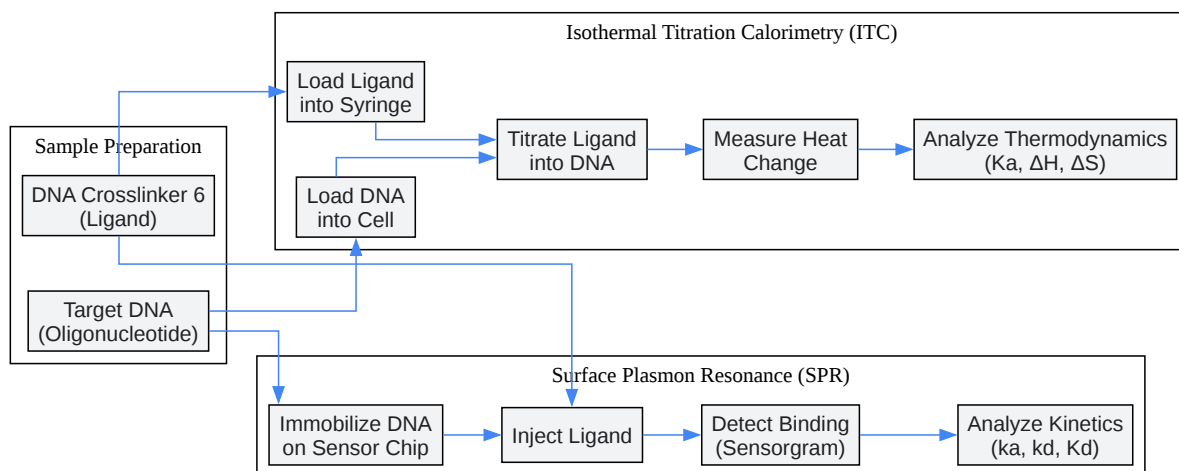 Isothermal Titration Calorimetry (ITC)
Load Ligand
into Syringe
Sample Preparation
Titrate Ligand
into DNA
Measure Heat
Change
Analyze Thermodynamics
(Ka, ΔH, ΔS)
DNA Crosslinker 6
(Ligand)
Load DNA
into Cell
Target DNA
(Oligonucleotide)
Surface Plasmon Resonance (SPR)
Immobilize DNA
on Sensor Chip
Inject Ligand
Detect Binding
(Sensorgram)
Analyze Kinetics
(ka, kd, Kd)